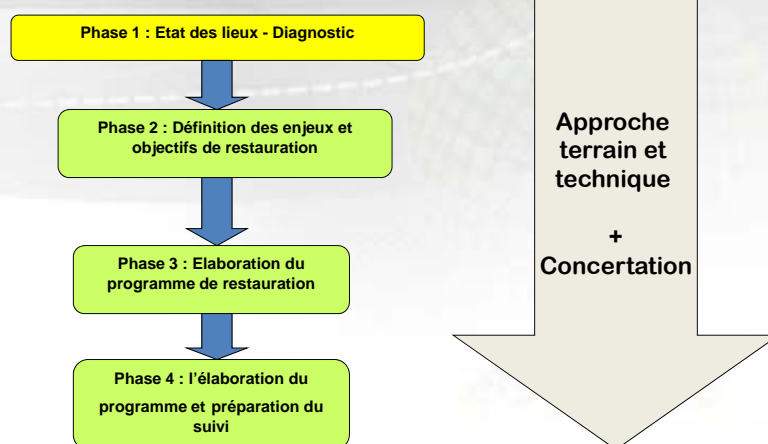 Phase 1 : Etat des lieux - Diagnostic
Phase 2 : Définition des enjeux et
objectifs de restauration
Phase 3 : Elaboration du
programme de restauration
Phase 4 : l'élaboration du
programme et préparation du
suivi
Approche
terrain et
technique
+
Concertation